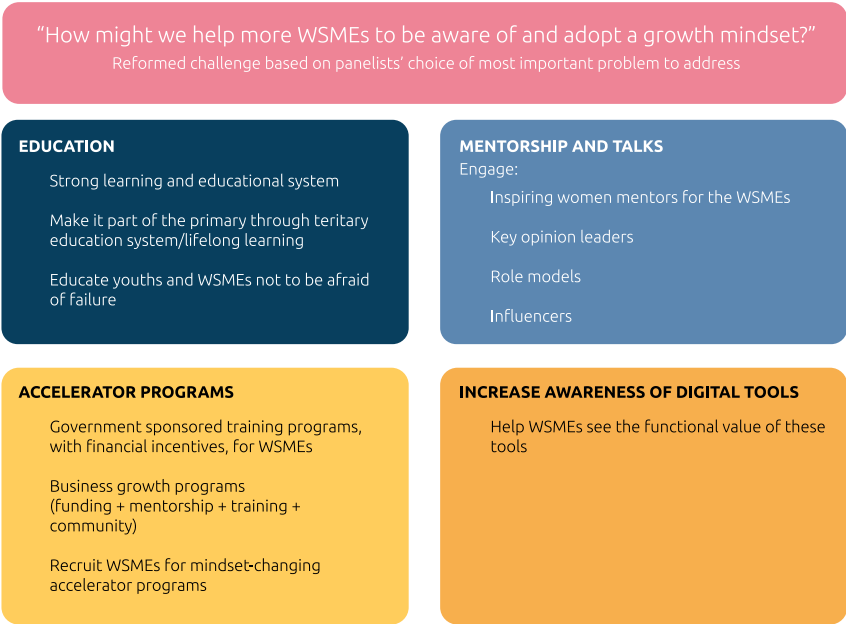 “How might we help more WSMEs to be aware of and adopt a growth mindset?”
Reformed challenge based on panelists’ choice of most important problem to address
EDUCATION
Strong learning and educational system
Make it part of the primary through teritary
education system/lifelong learning
Educate youths and WSMEs not to be afraid
of failure
MENTORSHIP AND TALKS
Engage:
Inspiring women mentors for the WSMEs
Key opinion leaders
Role models
Influencers
ACCELERATOR PROGRAMS
Government sponsored training programs,
with financial incentives, for WSMEs
Business growth programs
(funding + mentorship + training +
community)
Recruit WSMEs for mindset-changing
accelerator programs
INCREASE AWARENESS OF DIGITAL TOOLS
Help WSMEs see the functional value of these
tools